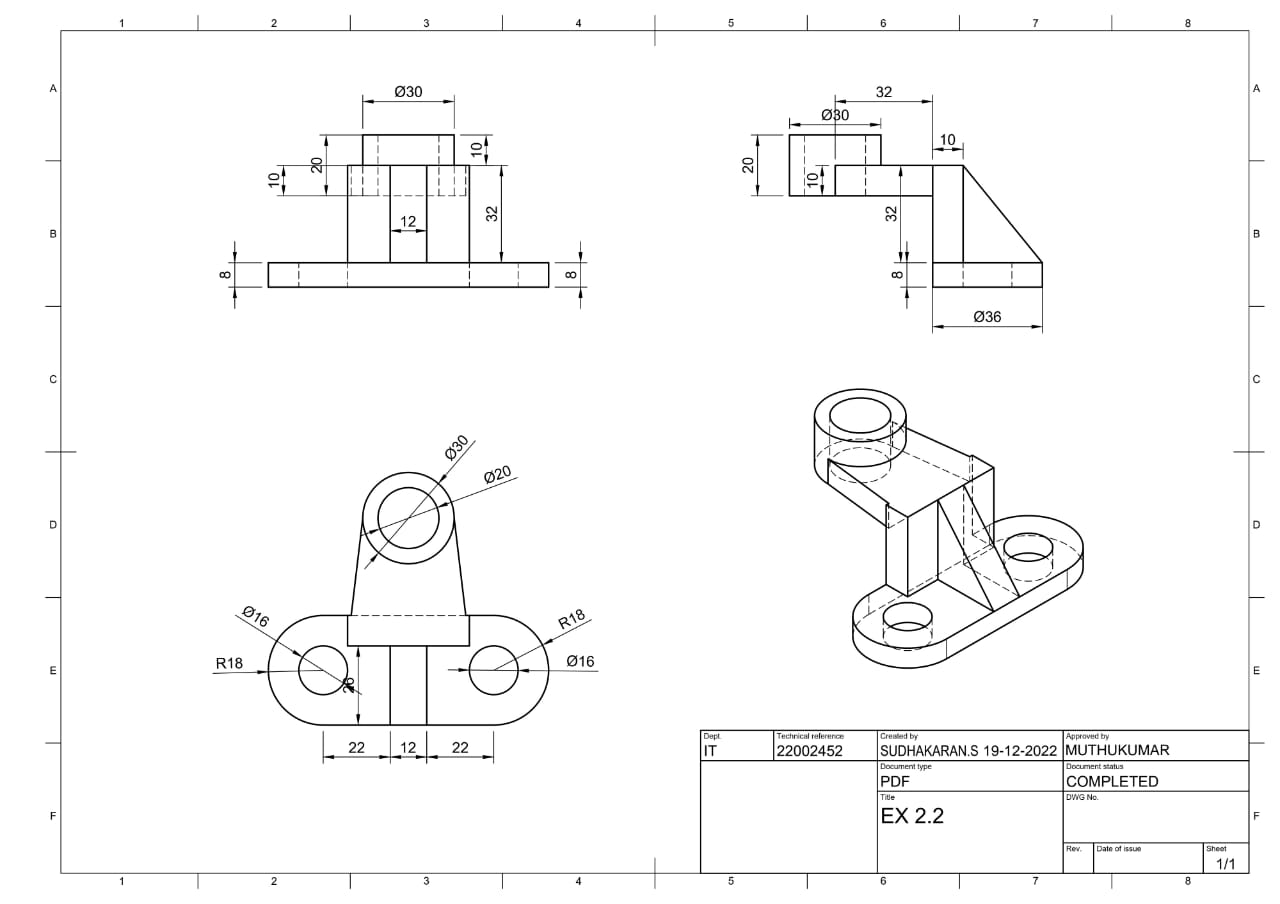 1 2 3 4 5 6 7 8
A A
B B
C C
D D
E E
F F
Ø30
20
10
10
12
32
8
8
32
Ø30
10
20
10
32
8
Ø36
Ø30
Ø20
Ø16
R18
R18
Ø16
26
22 12 22
Dept. Technical reference Created by Approved by
IT 22002452 SUDHAKARAN.S 19-12-2022 MUTHUKUMAR
Document type Document status
PDF COMPLETED
Title DWG No.
EX 2.2
Rev. Date of issue Sheet
1/1
1 2 3 4 5 6 7 8